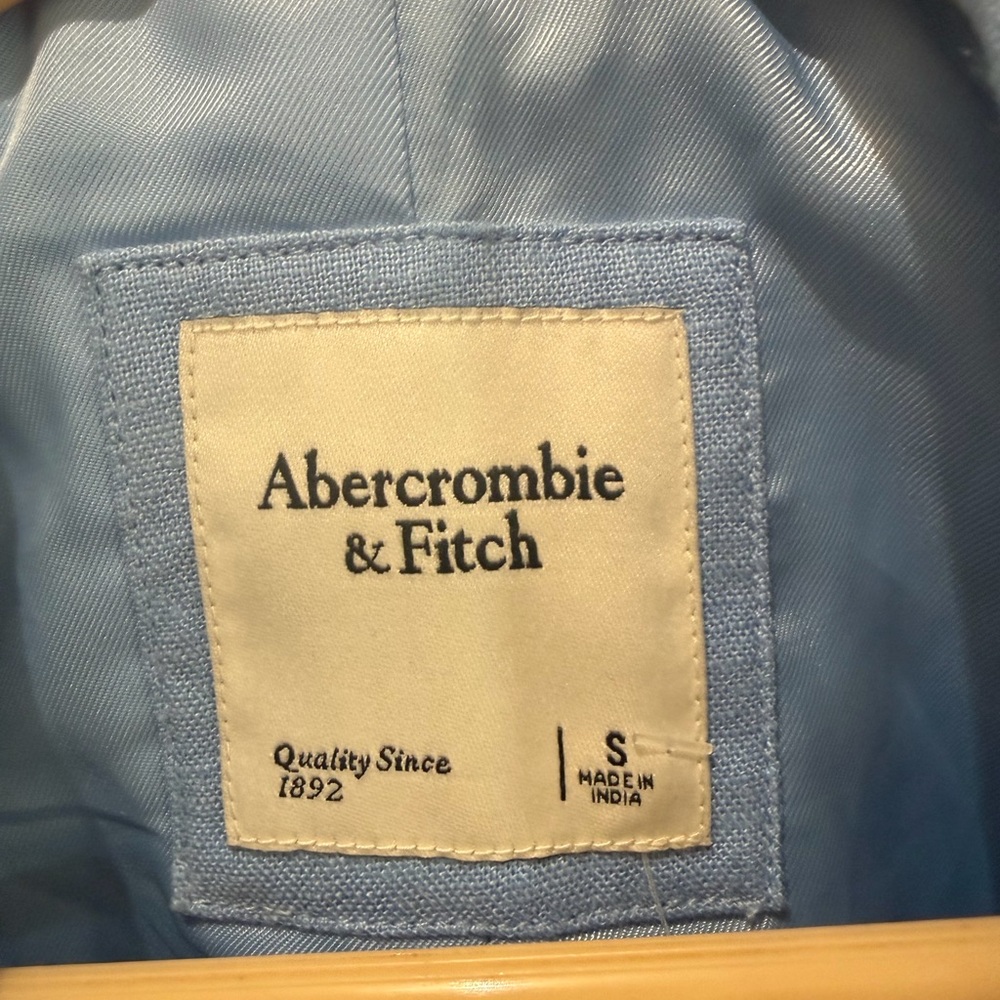 Abercrombie
& Fitch
Quality Since
1892
S
MADE IN
INDIA